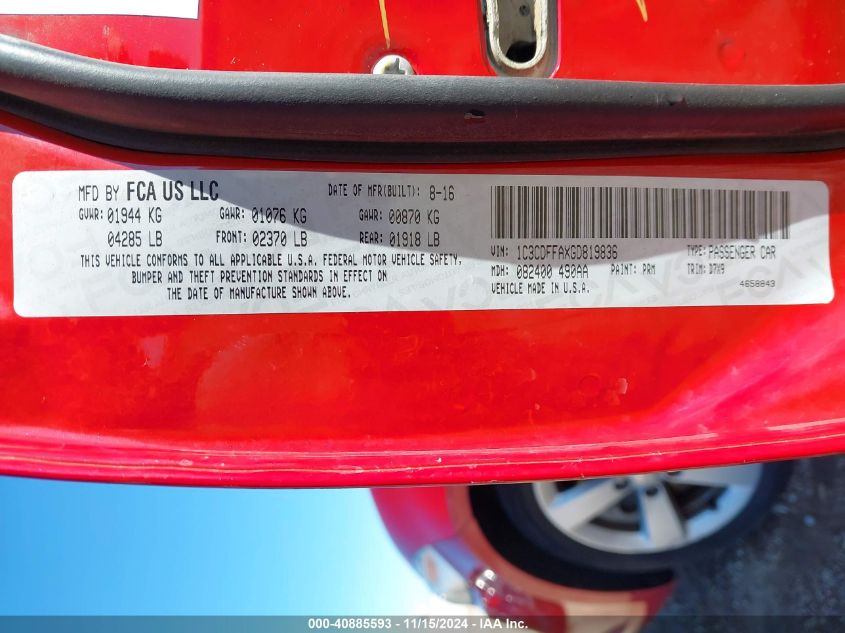 MFD BY FCA US LLC DATE OF MFR(BUILT): 8-16
GVWR: 01944 KG GAWR: 01076 KG GAWR: 00870 KG
04285 LB FRONT: 02370 LB REAR: 01918 LB
THIS VEHICLE CONFORMS TO ALL APPLICABLE U.S.A. FEDERAL MOTOR VEHICLE SAFETY,
BUMPER AND THEFT PREVENTION STANDARDS IN EFFECT ON
THE DATE OF MANUFACTURE SHOWN ABOVE.
VIN: 1C3CDFFAXGD819836 TYPE: PASSENGER CAR
MDH: 082400 490AA PAINT: PRM TRIM: D7X9
VEHICLE MADE IN U.S.A. 4658843
000-40885593 - 11/15/2024 - IAA Inc.